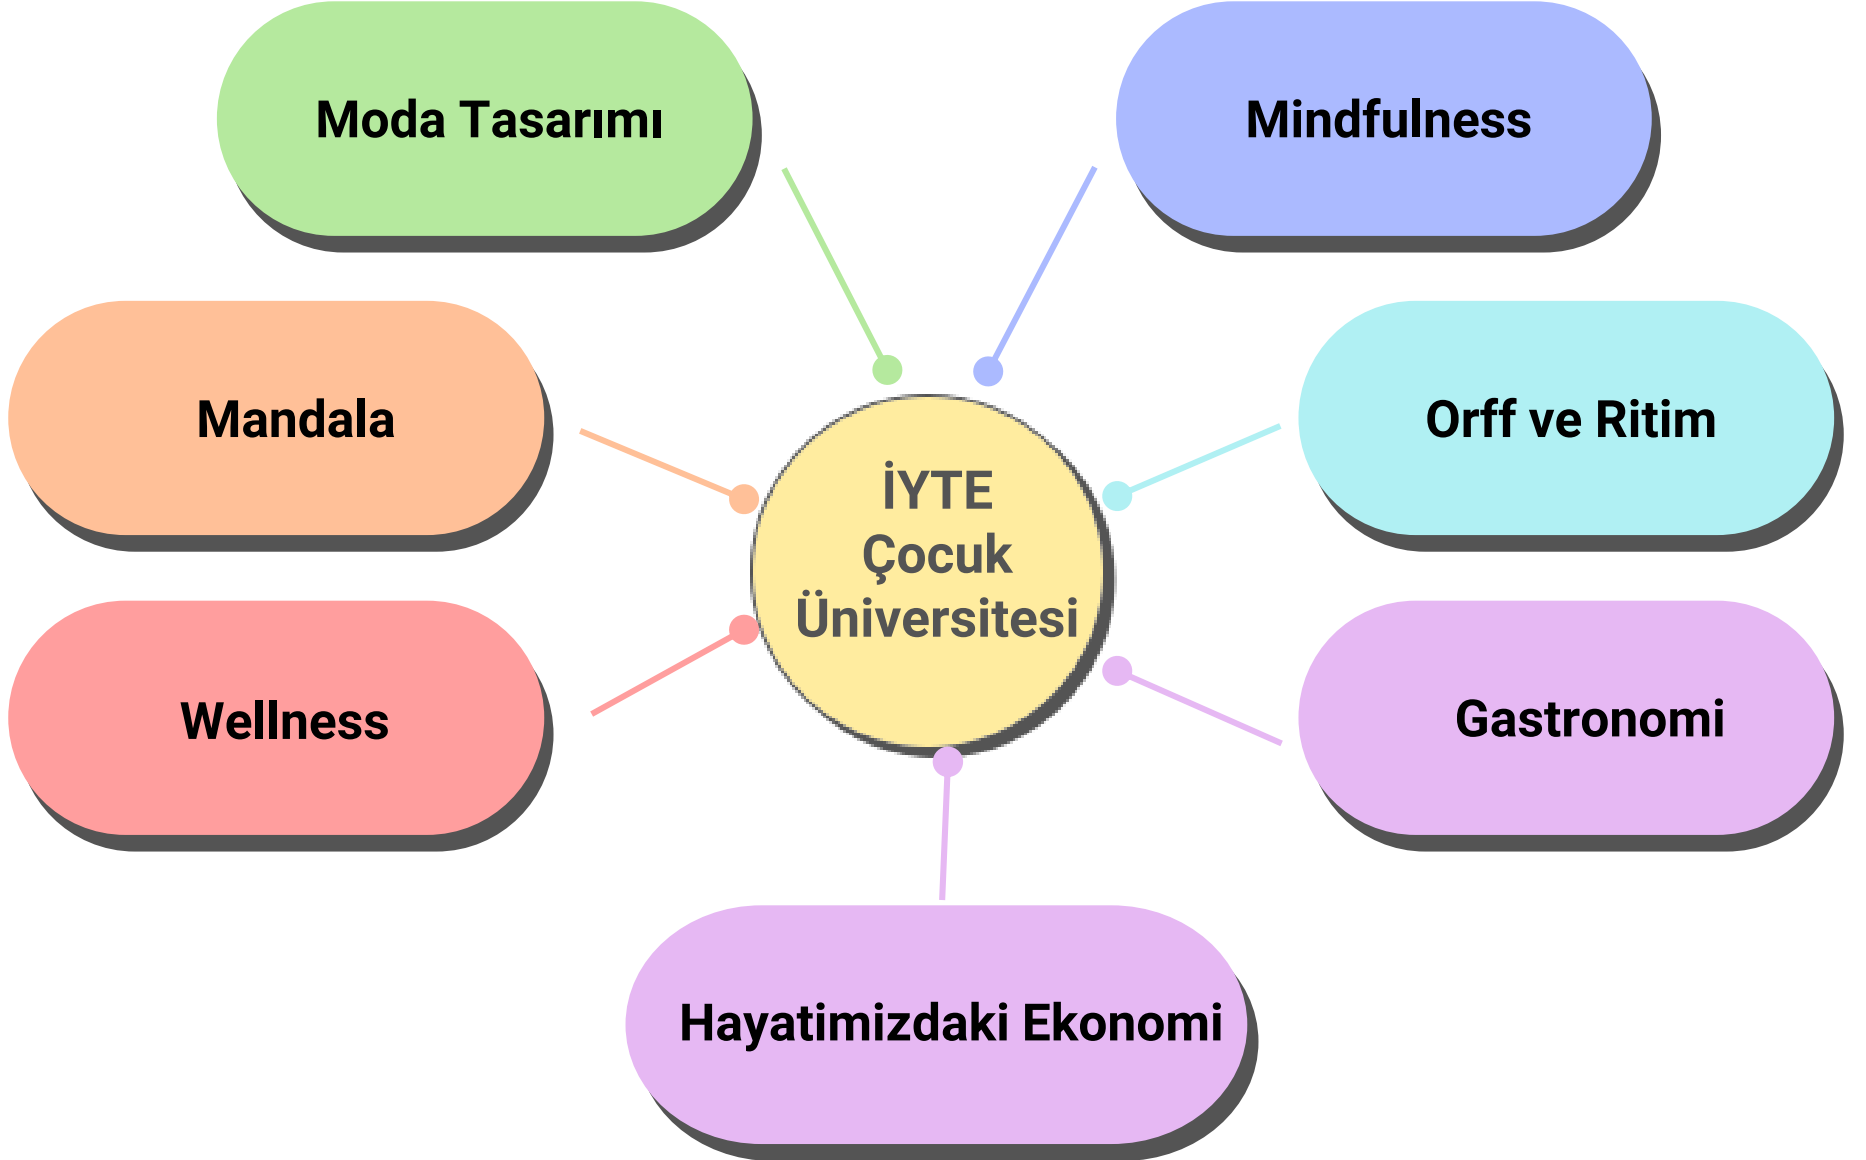 Moda Tasarımı
Mindfulness
Mandala
Orff ve Ritim
İYTE
Çocuk
Üniversitesi
Wellness
Gastronomi
Hayatimizdaki Ekonomi